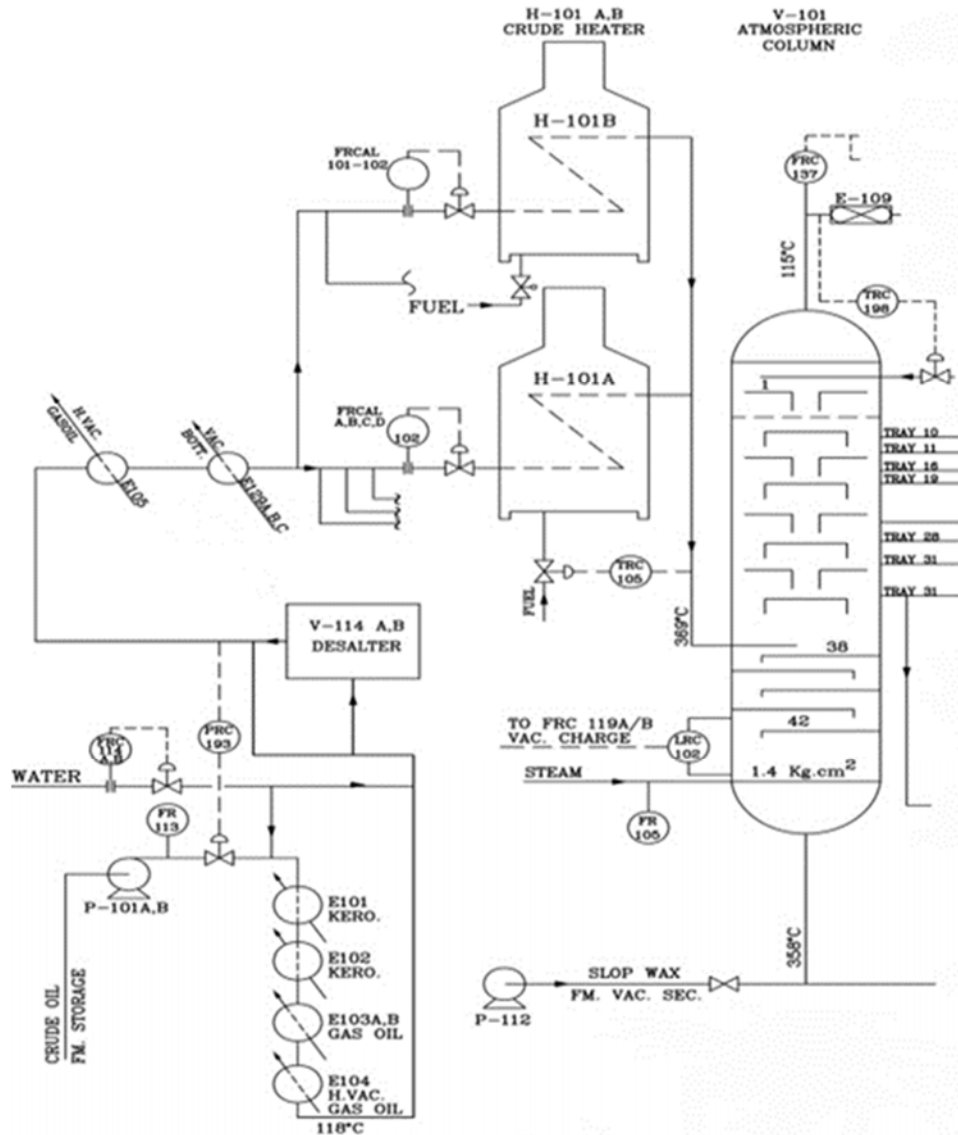 H-101 A,B
CRUDE HEATER
V-101
ATMOSPHERIC
COLUMN
H-101B
FRCAL
101-102
FRC
137
E-109
115°C
FUEL
TRC
198
H-101A
1
H.VAC.
GASOIL
VAC.
BOTT.
FRCAL
A,B,C,D
102
E105
E129A,B,C
TRAY 10
TRAY 11
TRAY 16
TRAY 19
TRAY 28
TRAY 31
TRAY 31
TRC
105
FUEL
369°C
V-114 A,B
DESALTER
38
PRC
193
FRC
114
A,B
TO FRC 119A/B
VAC. CHARGE
LRC
102
42
WATER
STEAM
1.4 Kg.cm2
FR
113
FR
105
P-101A,B
E101
KERO.
E102
KERO.
358°C
SLOP WAX
FM. VAC. SEC.
P-112
CRUDE OIL
FM. STORAGE
E103A,B
GAS OIL
E104
H.VAC.
GAS OIL
118°C